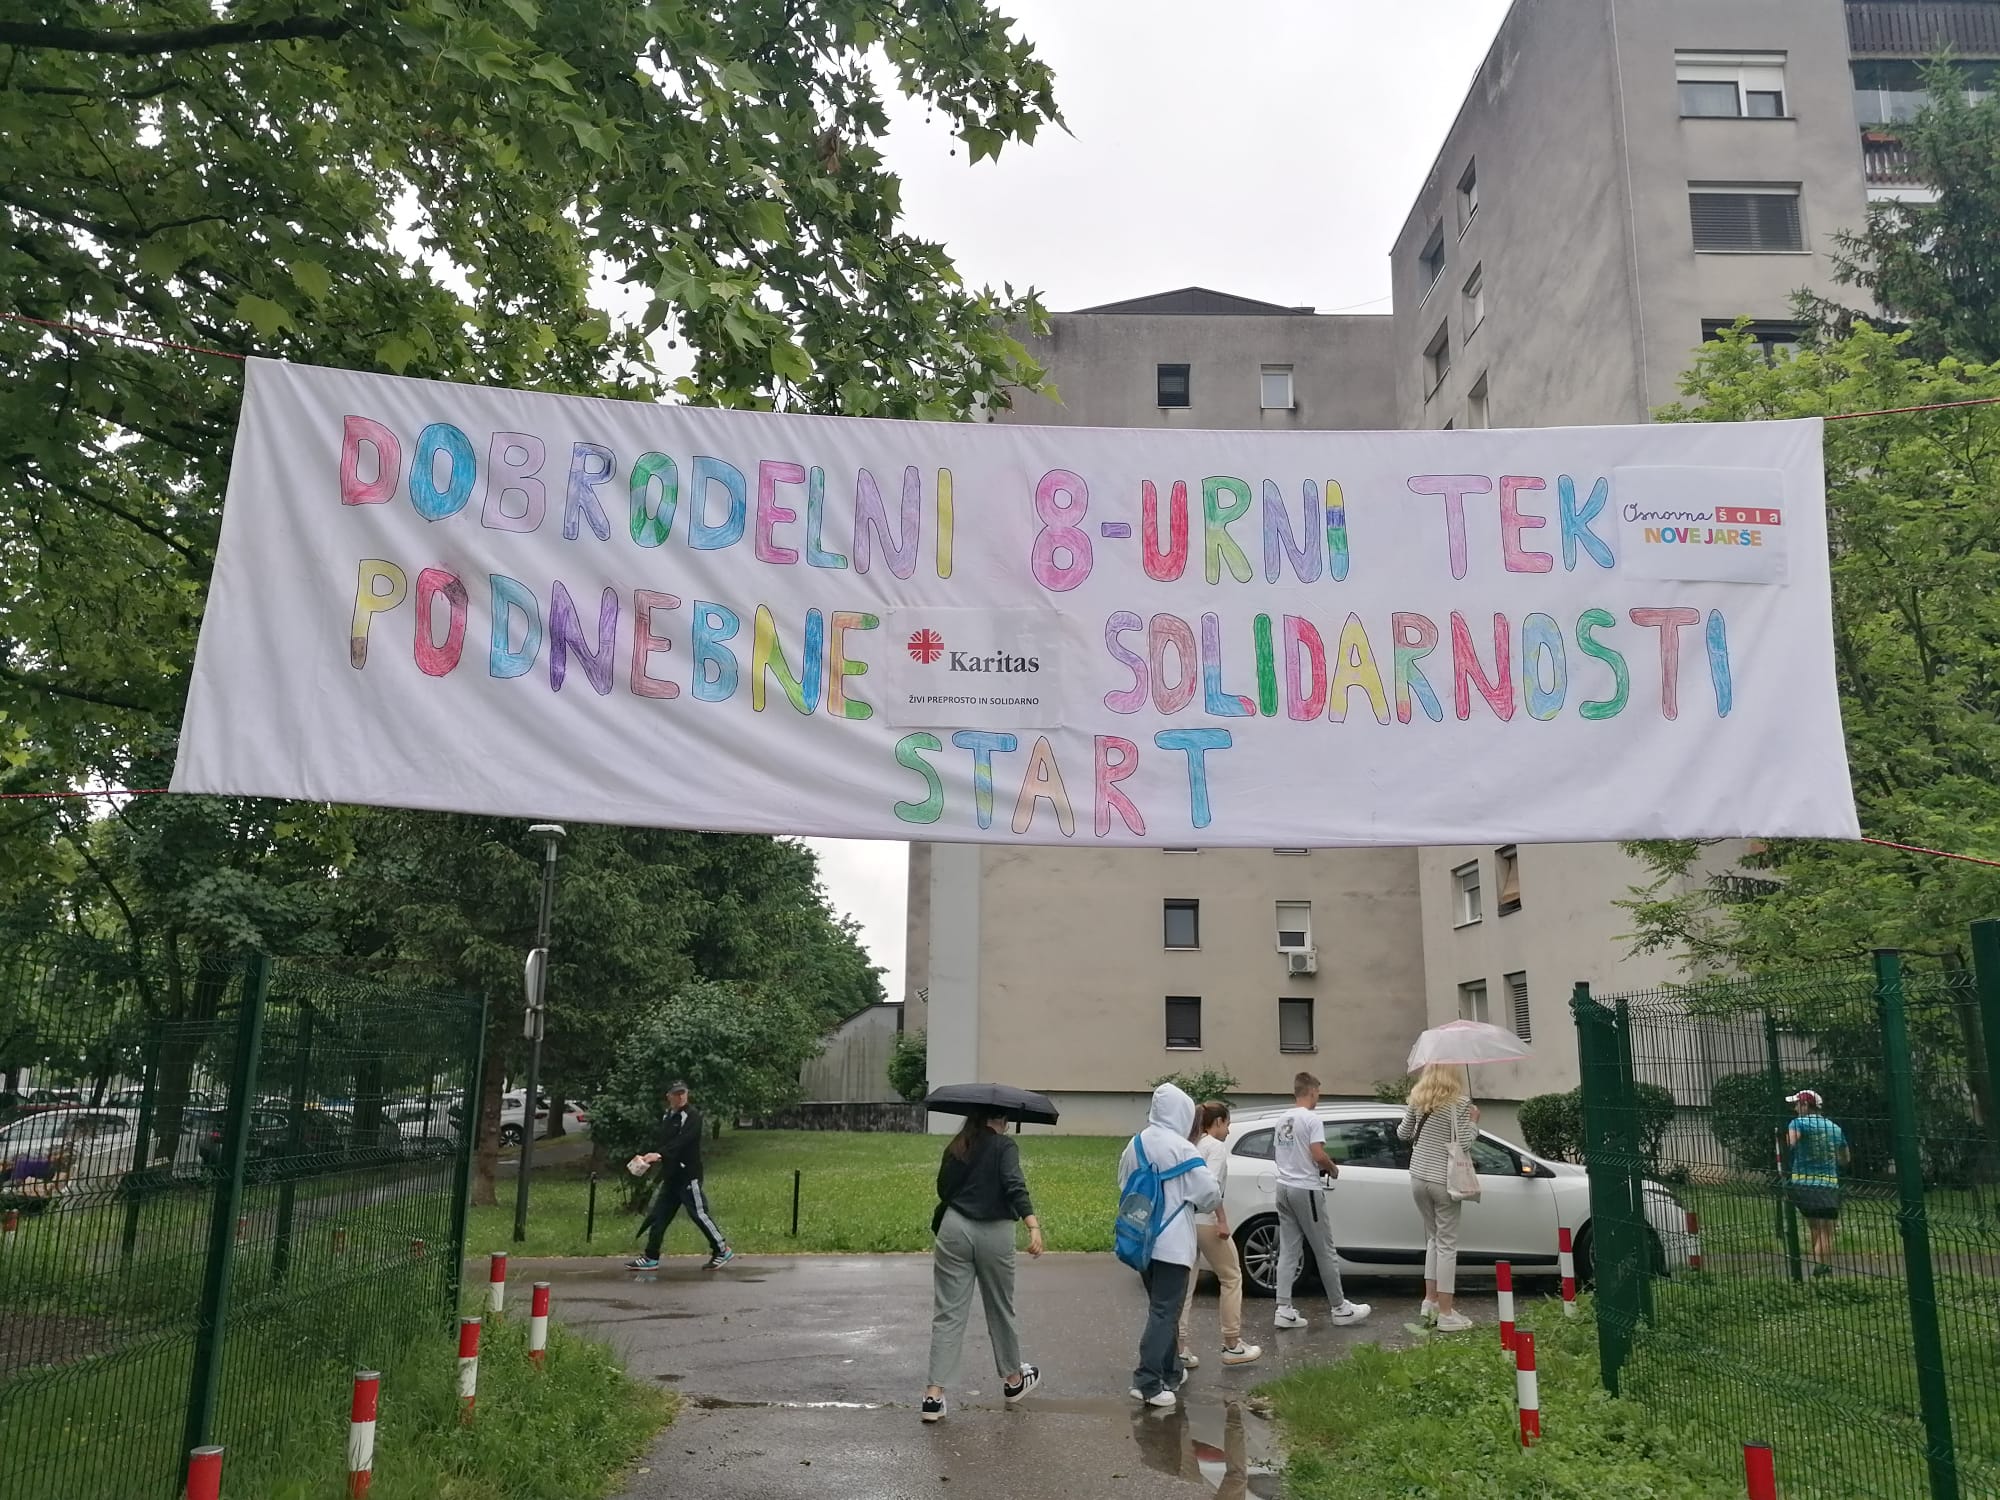 DOBRODELNI 8-URNI TEK
Osnovna šola
NOVE JARŠE
PODNEBNE SOLIDARNOSTI
Karitas
ŽIVI PREPROSTO IN SOLIDARNO
START